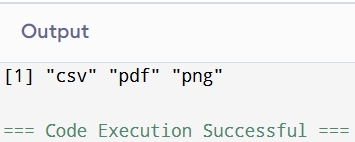 Output
[1] "csv" "pdf" "png"
=== Code Execution Successful ===